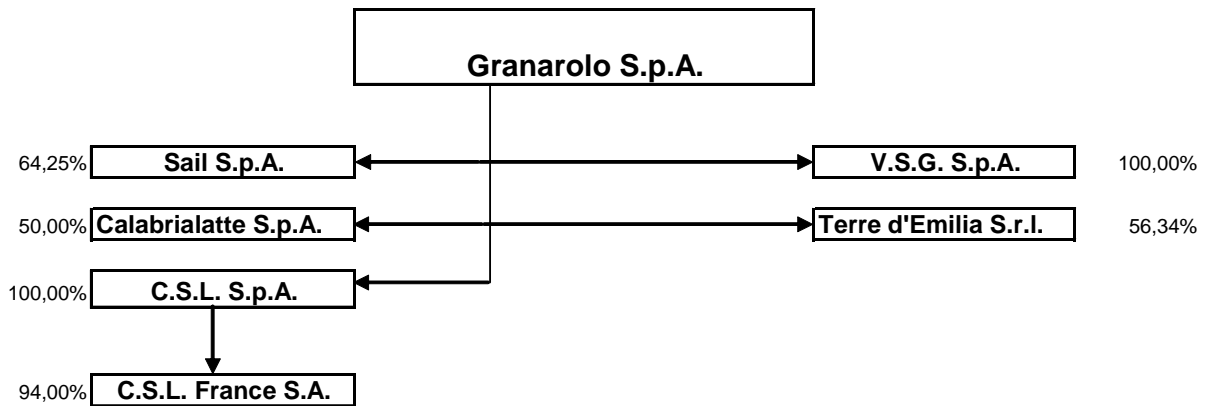 Granarolo S.p.A.
64,25% Sail S.p.A. V.S.G. S.p.A. 100,00%
50,00% Calabrialatte S.p.A. Terre d'Emilia S.r.l. 56,34%
100,00% C.S.L. S.p.A.
94,00% C.S.L. France S.A.